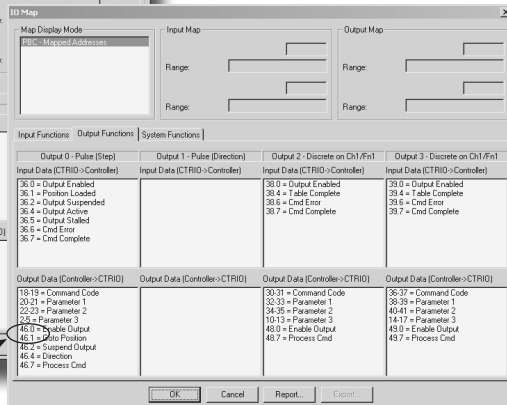 IO Map
Map Display Mode
PBC - Mapped Addresses
Input Map
Range:
Range:
Output Map
Range:
Range:
Input Functions
Output Functions
System Functions
Output 0 - Pulse (Step)
Output 1 - Pulse (Direction)
Output 2 - Discrete on Ch1/Fn1
Output 3 - Discrete on Ch1/Fn1
Input Data (CTRIO->Controller)
36.0 = Output Enabled
36.1 = Position Loaded
36.2 = Output Suspended
36.4 = Output Active
36.5 = Output Stalled
36.6 = Cmd Error
36.7 = Cmd Complete
Input Data (CTRIO->Controller)
Input Data (CTRIO->Controller)
38.0 = Output Enabled
38.4 = Table Complete
38.6 = Cmd Error
38.7 = Cmd Complete
Input Data (CTRIO->Controller)
39.0 = Output Enabled
39.4 = Table Complete
39.6 = Cmd Error
39.7 = Cmd Complete
Output Data (Controller->CTRIO)
18-19 = Command Code
20-21 = Parameter 1
22-23 = Parameter 2
2-5 = Parameter 3
46.0 = Enable Output
46.1 = Goto Position
46.2 = Suspend Output
46.4 = Direction
46.7 = Process Cmd
Output Data (Controller->CTRIO)
Output Data (Controller->CTRIO)
30-31 = Command Code
32-33 = Parameter 1
34-35 = Parameter 2
10-13 = Parameter 3
48.0 = Enable Output
48.7 = Process Cmd
Output Data (Controller->CTRIO)
36-37 = Command Code
38-39 = Parameter 1
40-41 = Parameter 2
14-17 = Parameter 3
49.0 = Enable Output
49.7 = Process Cmd
OK
Cancel
Report...
Export...